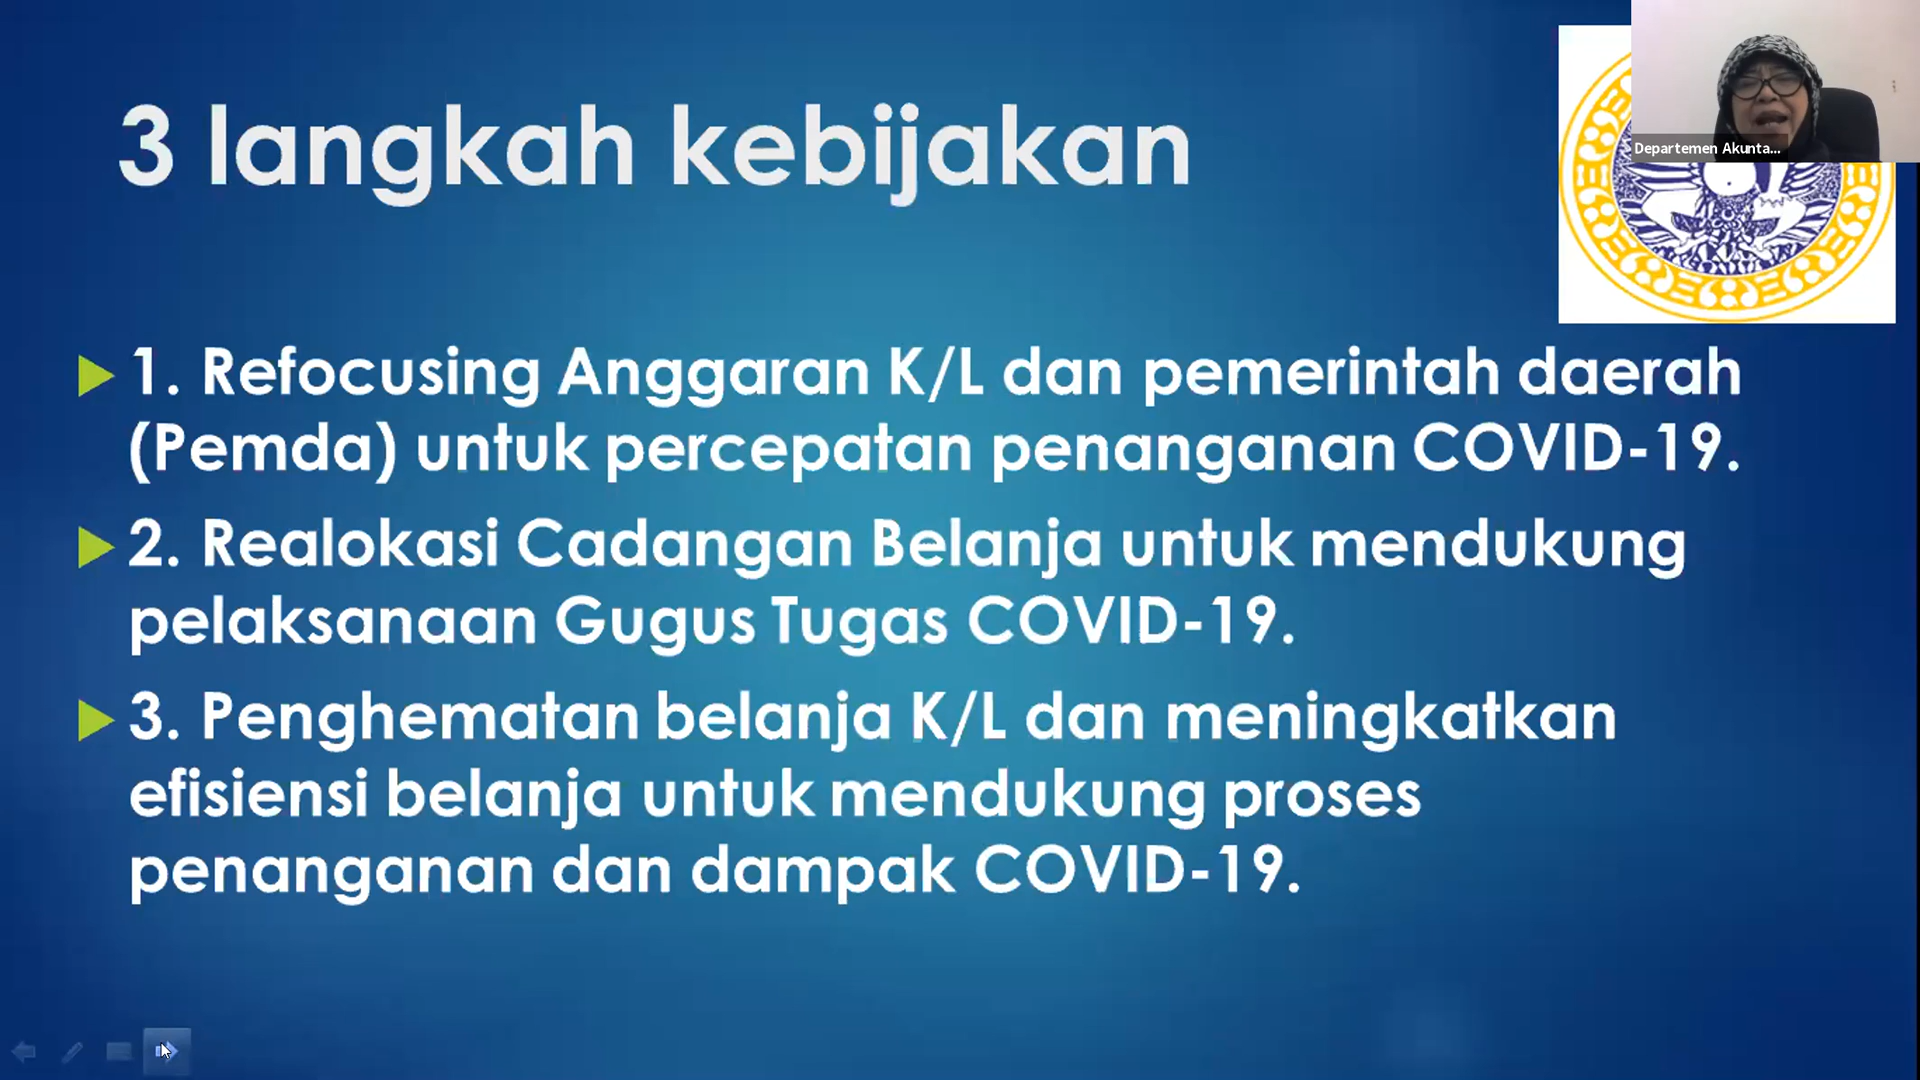 3 langkah kebijakan
Departemen Akunta...
1. Refocusing Anggaran K/L dan pemerintah daerah
(Pemda) untuk percepatan penanganan COVID-19.
2. Realokasi Cadangan Belanja untuk mendukung
pelaksanaan Gugus Tugas COVID-19.
3. Penghematan belanja K/L dan meningkatkan
efisiensi belanja untuk mendukung proses
penanganan dan dampak COVID-19.